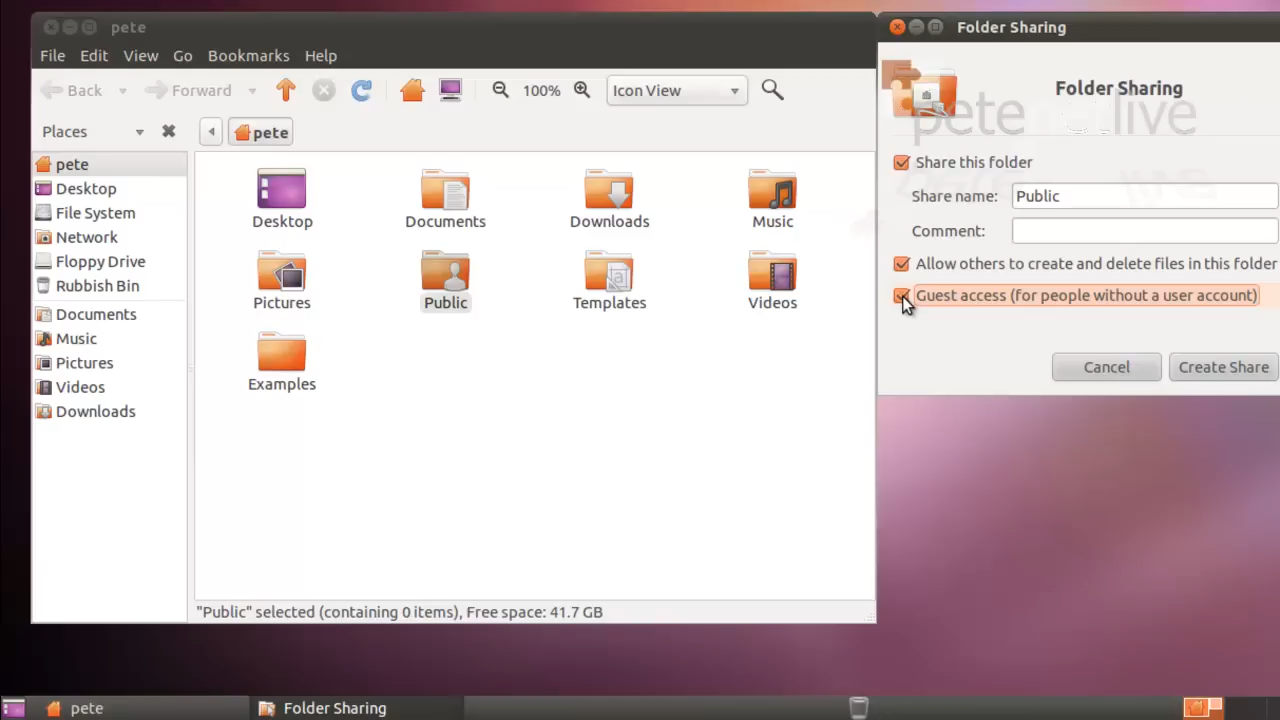 pete
File Edit View Go Bookmarks Help
Back Forward 100% Icon View
Places pete
pete
Desktop
File System
Network
Floppy Drive
Rubbish Bin
Documents
Music
Pictures
Videos
Downloads
Desktop Documents Downloads Music
Pictures Public Templates Videos
Examples
"Public" selected (containing 0 items), Free space: 41.7 GB
Folder Sharing
Folder Sharing
pete live
Share this folder
Share name: Public
Comment:
Allow others to create and delete files in this folder
Guest access (for people without a user account)
Cancel Create Share
pete Folder Sharing